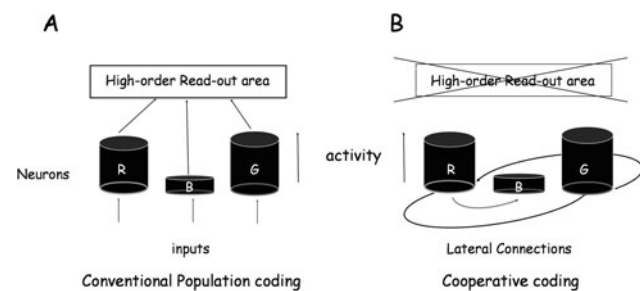 A
High-order Read-out area
R
B
G
Neurons
inputs
Conventional Population coding
activity
B
High-order Read-out area
R
B
G
Lateral Connections
Cooperative coding